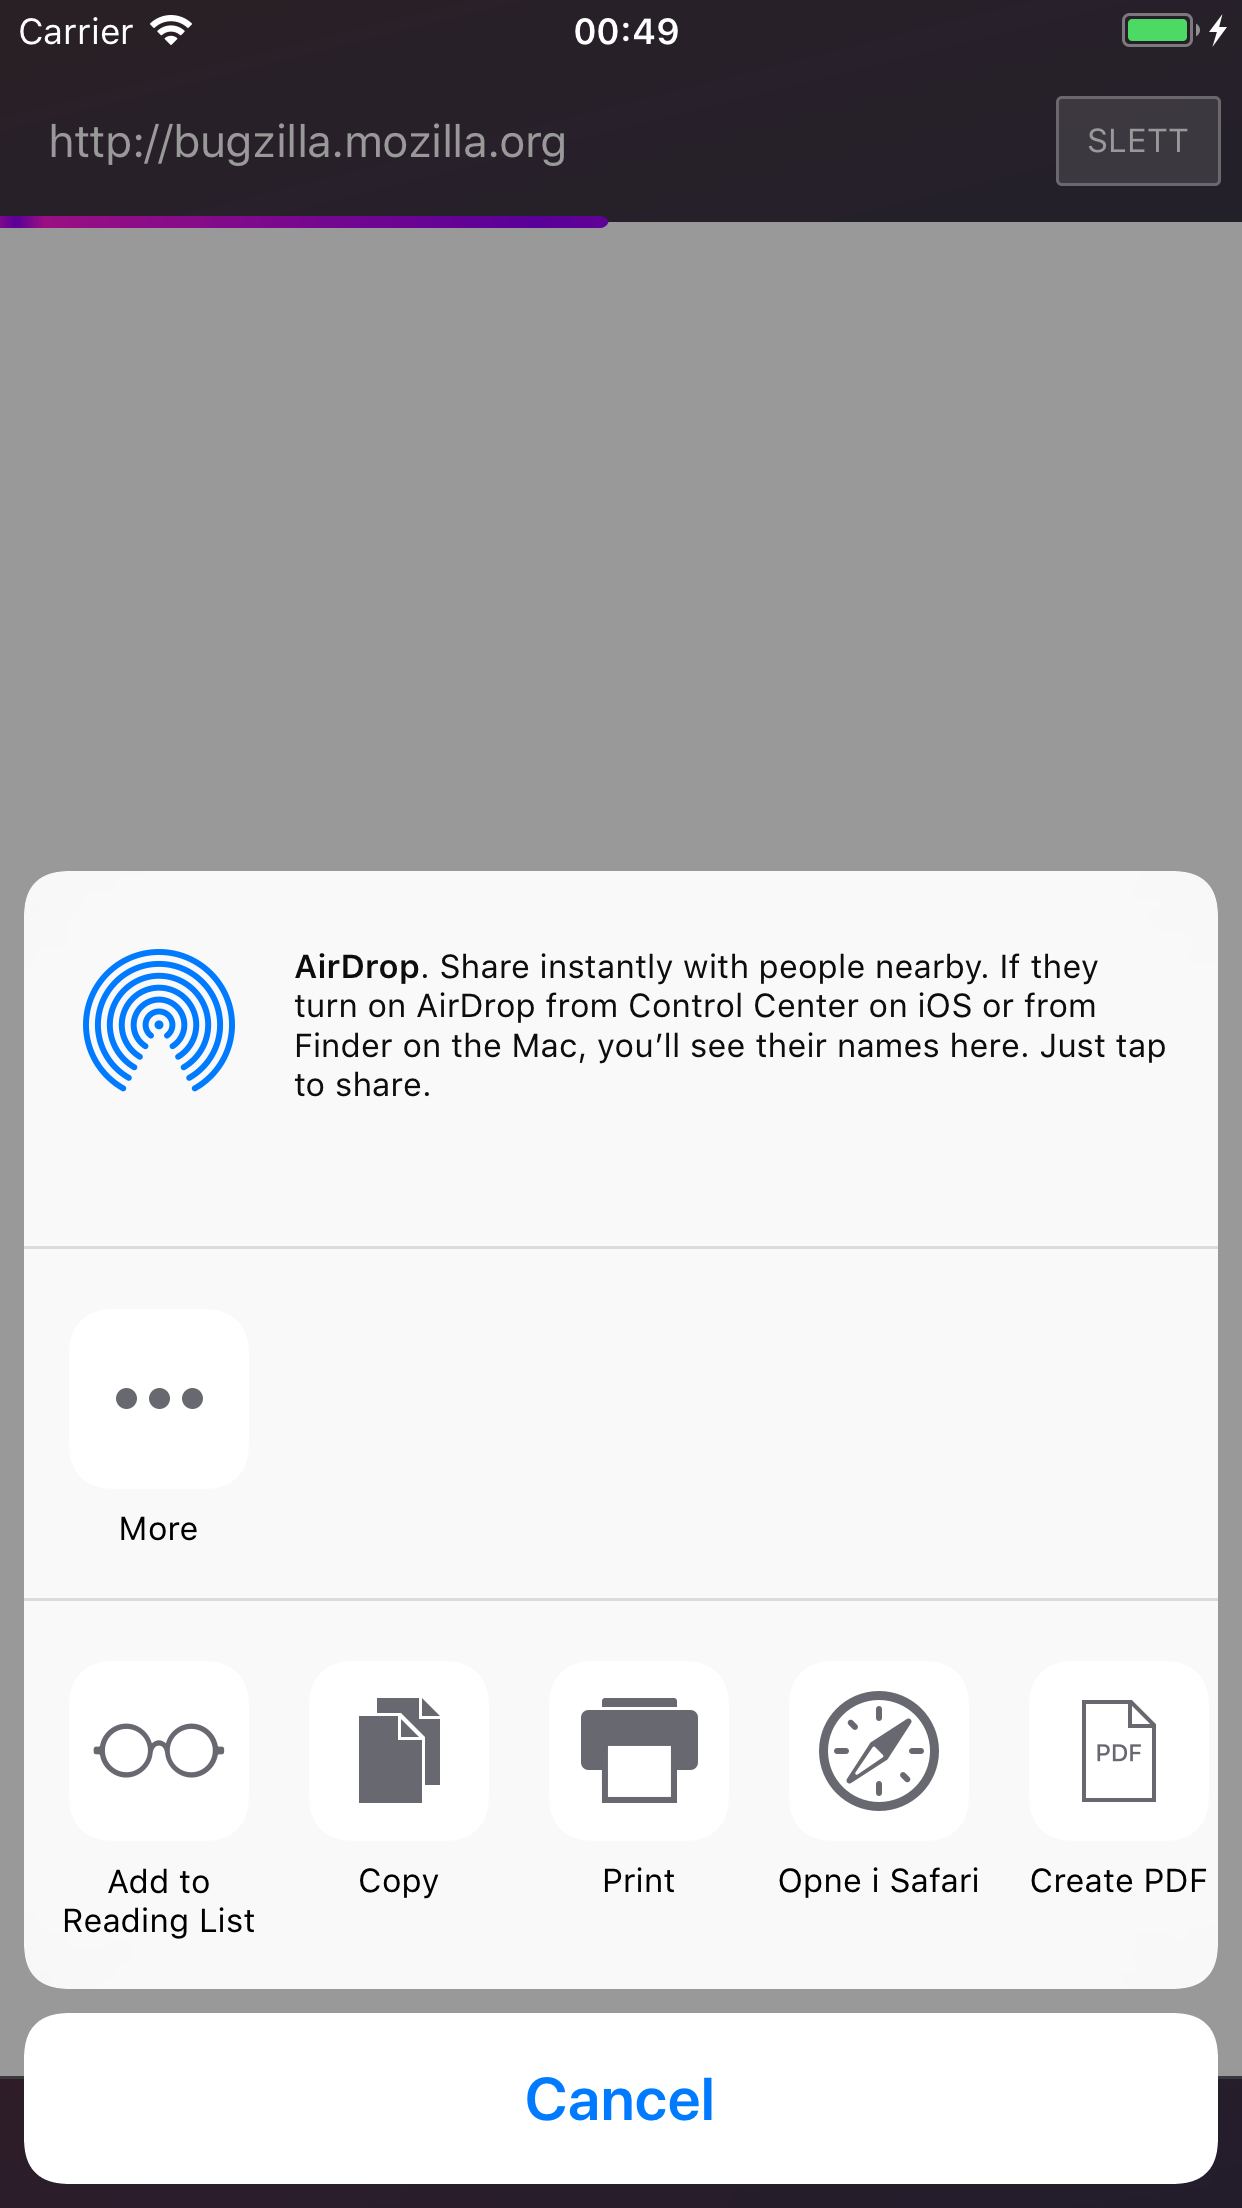 Carrier
00:49
http://bugzilla.mozilla.org
SLETT
AirDrop. Share instantly with people nearby. If they
turn on AirDrop from Control Center on iOS or from
Finder on the Mac, you’ll see their names here. Just tap
to share.
More
PDF
Add to
Reading List
Copy
Print
Opne i Safari
Create PDF
Cancel